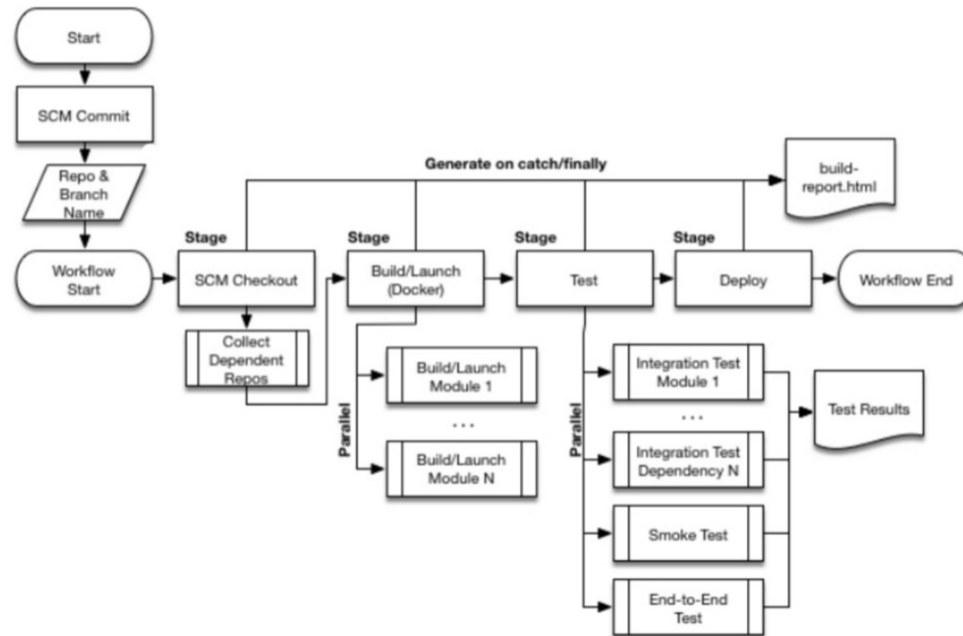 Start
SCM Commit
Repo &
Branch
Name
Workflow
Start
Generate on catch/finally
build-
report.html
Stage
SCM Checkout
Collect
Dependent
Repos
Stage
Build/Launch
(Docker)
Parallel
Build/Launch
Module 1
...
Build/Launch
Module N
Stage
Test
Parallel
Integration Test
Module 1
...
Integration Test
Dependency N
Smoke Test
End-to-End
Test
Test Results
Stage
Deploy
Workflow End